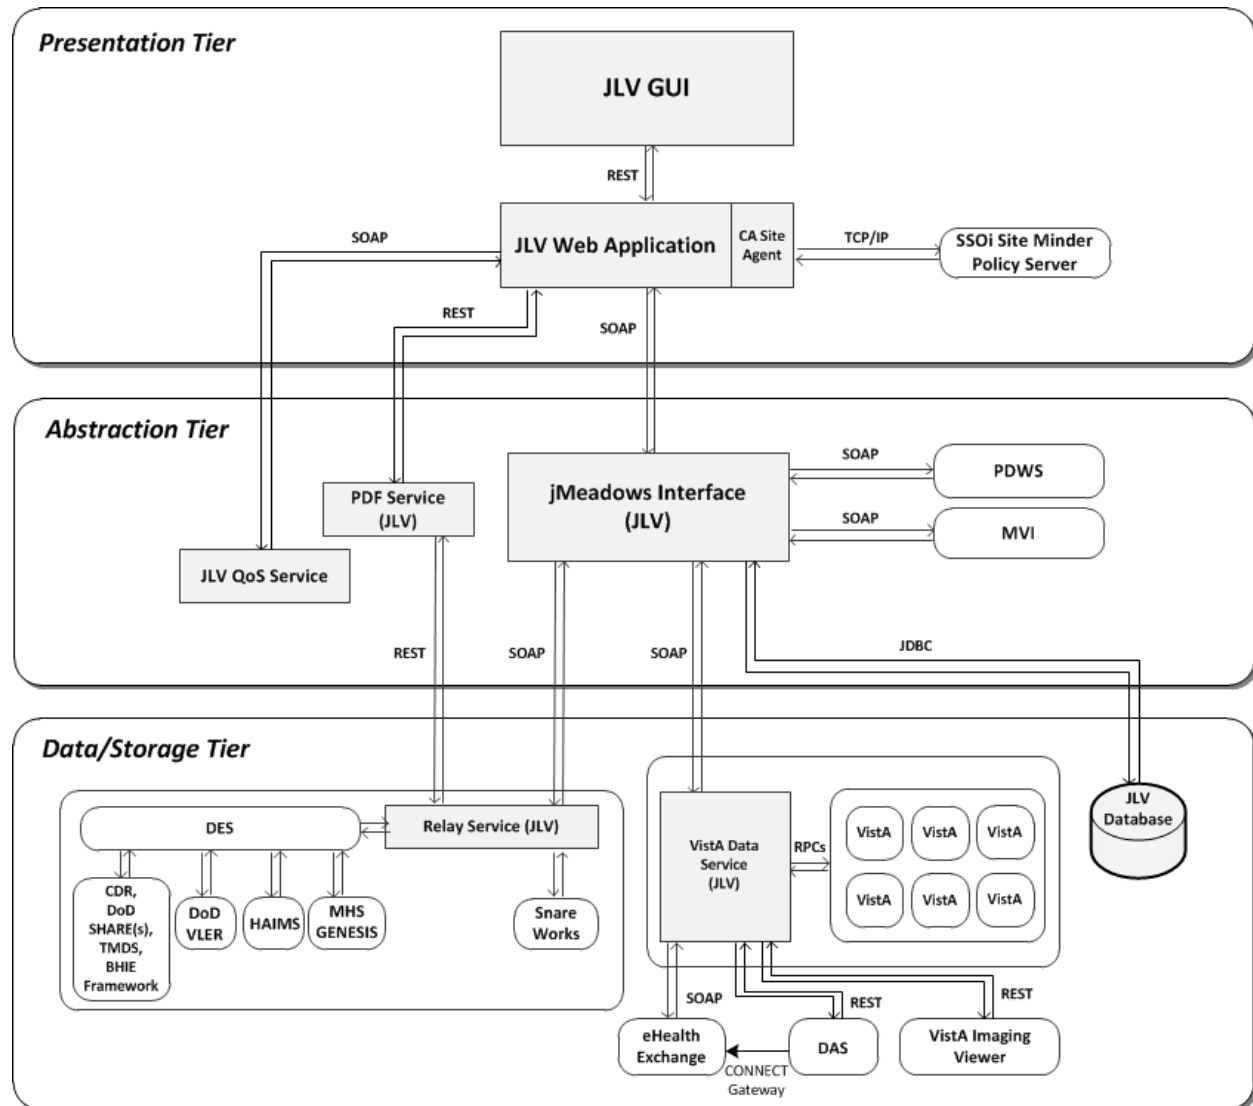 Presentation Tier
JLV GUI
REST
JLV Web Application
CA Site
Agent
TCP/IP
SSOi Site Minder
Policy Server
SOAP
REST
SOAP
Abstraction Tier
PDF Service
(JLV)
jMeadows Interface
(JLV)
SOAP
PDWS
SOAP
MVI
JLV QoS Service
REST
SOAP
SOAP
JDBC
Data/Storage Tier
DES
Relay Service (JLV)
CDR,
DoD
SHARE(s),
TMDS,
BHIE
Framework
DoD
VLER
HAIMS
MHS
GENESIS
Snare
Works
VistA Data
Service
(JLV)
RPCs
VistA
VistA
VistA
VistA
VistA
VistA
JLV
Database
SOAP
REST
REST
eHealth
Exchange
CONNECT
Gateway
DAS
VistA Imaging
Viewer